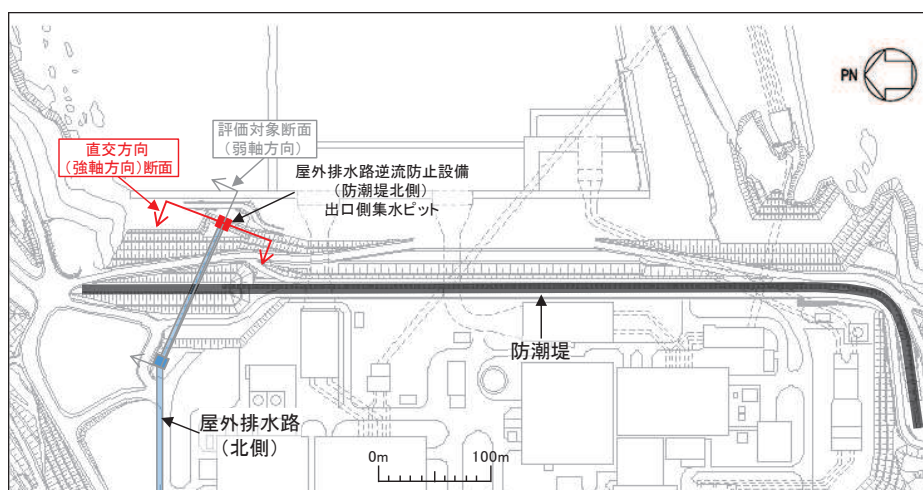 PN
評価対象断面
(弱軸方向)
直交方向
(強軸方向)断面
屋外排水路逆流防止設備
(防潮堤北側)
出口側集水ピット
防潮堤
屋外排水路
(北側)
0m
100m